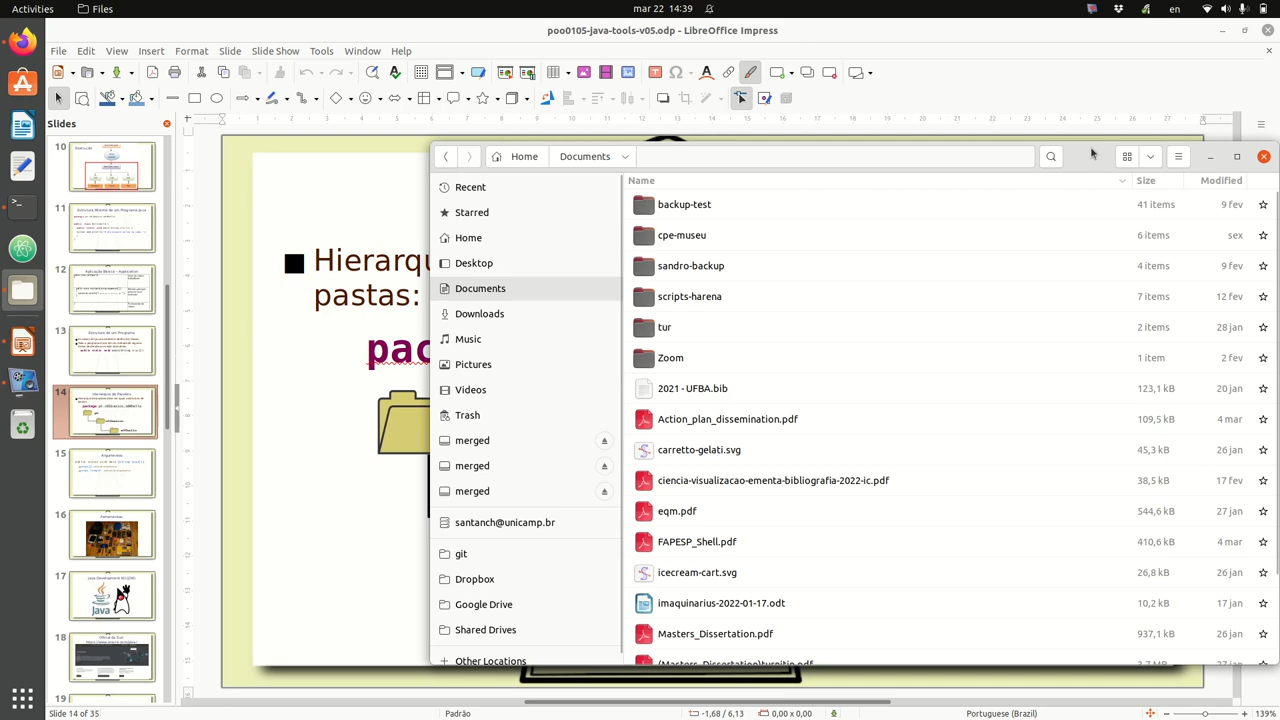 Activities
Files
mar 22 14:39
poo0105-java-tools-v05.odp - LibreOffice Impress
File Edit View Insert Format Slide Slide Show Tools Window Help
Slides
10
11
12
13
14
15
16
17
18
19
Hierarqu
pastas:
pac
Home Documents
Recent
Starred
Home
Desktop
Documents
Downloads
Music
Pictures
Videos
Trash
merged
merged
merged
santanch@unicamp.br
git
Dropbox
Google Drive
Shared Drives
Other Locations
Name Size Modified
backup-test 41 items 9 fev
cpe-museu 6 items sex
sandro-backup 4 items 9 fev
scripts-harena 7 items 12 fev
tur 2 items 28 jan
Zoom 1 item 2 fev
2021 - UFBA.bib 123,1 kB 20 jan
Action_plan_dissemination.pdf 109,5 kB 4 mar
carretto-gelati.svg 5,3 kB 26 jan
ciencia-visualizacao-ementa-bibliografia-2022-ic.pdf 38,5 kB 17 fev
eqm.pdf 544,6 kB 27 jan
FAPESP_Shell.pdf 410,6 kB 4 mar
icecream-cart.svg 26,8 kB 26 jan
imaquinarius-2022-01-17.odt 10,2 kB 17 jan
Masters_Dissertation.pdf 937,1 kB 26 jan
Slide 14 of 35
Padrão
-1,68 / 6,13
0,00 x 0,00
Portuguese (Brazil)
139%